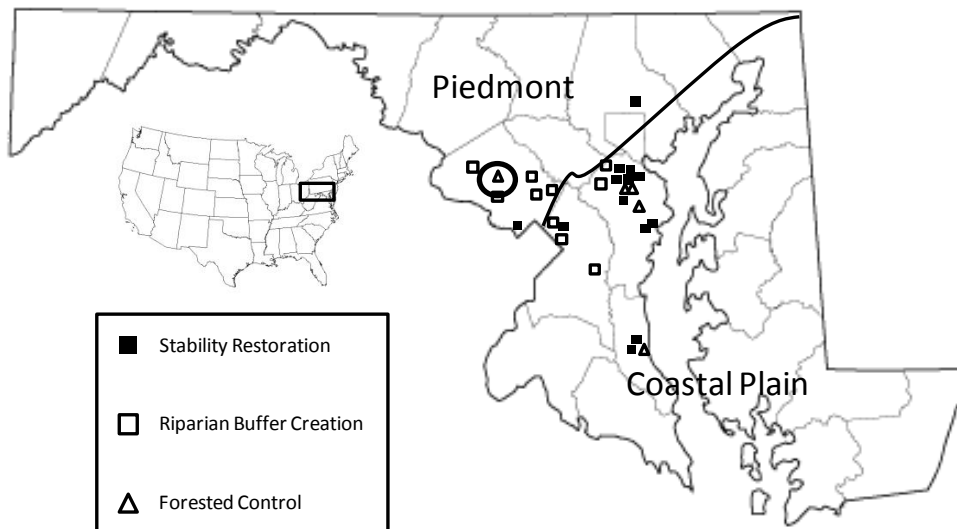 Piedmont
Coastal Plain
Stability Restoration
Riparian Buffer Creation
Forested Control